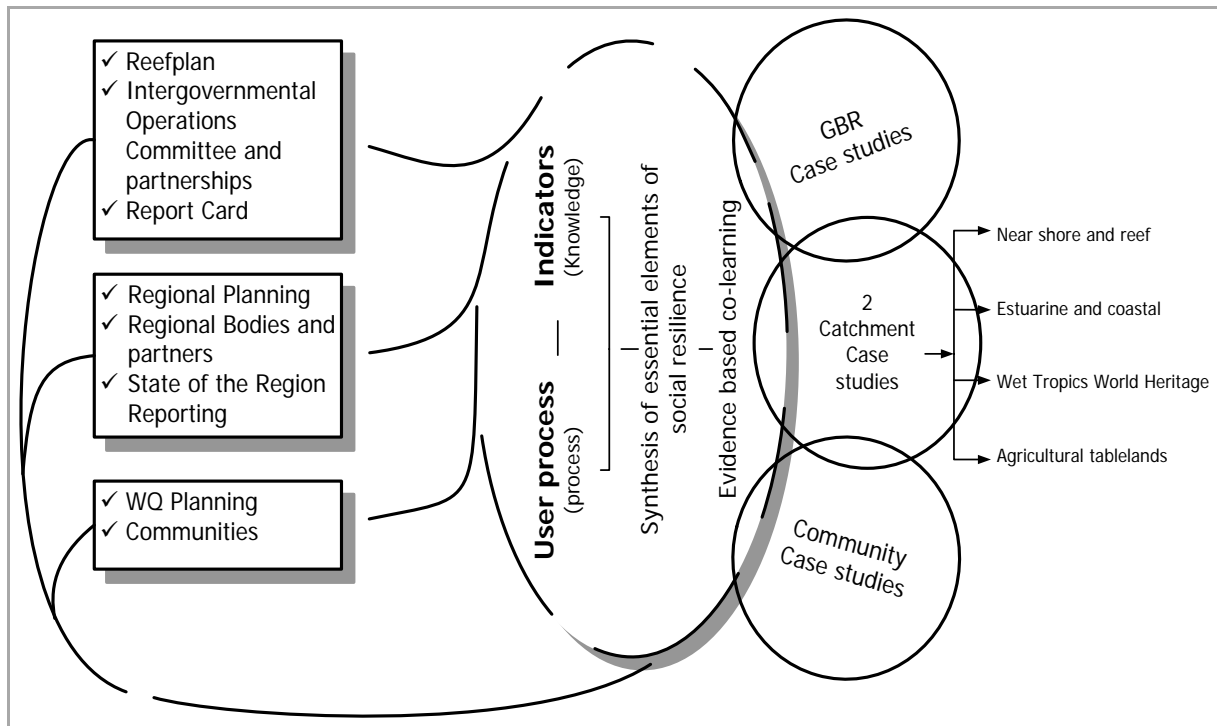 ✓ Reefplan
✓ Intergovernmental
Operations
Committee and
partnerships
✓ Report Card
✓ Regional Planning
✓ Regional Bodies and
partners
✓ State of the Region
Reporting
✓ WQ Planning
✓ Communities
Indicators
(Knowledge)
User process
(process)
Synthesis of essential elements of
social resilience
Evidence based co-learning
GBR
Case studies
2
Catchment
Case
studies
Community
Case studies
Near shore and reef
Estuarine and coastal
Wet Tropics World Heritage
Agricultural tablelands